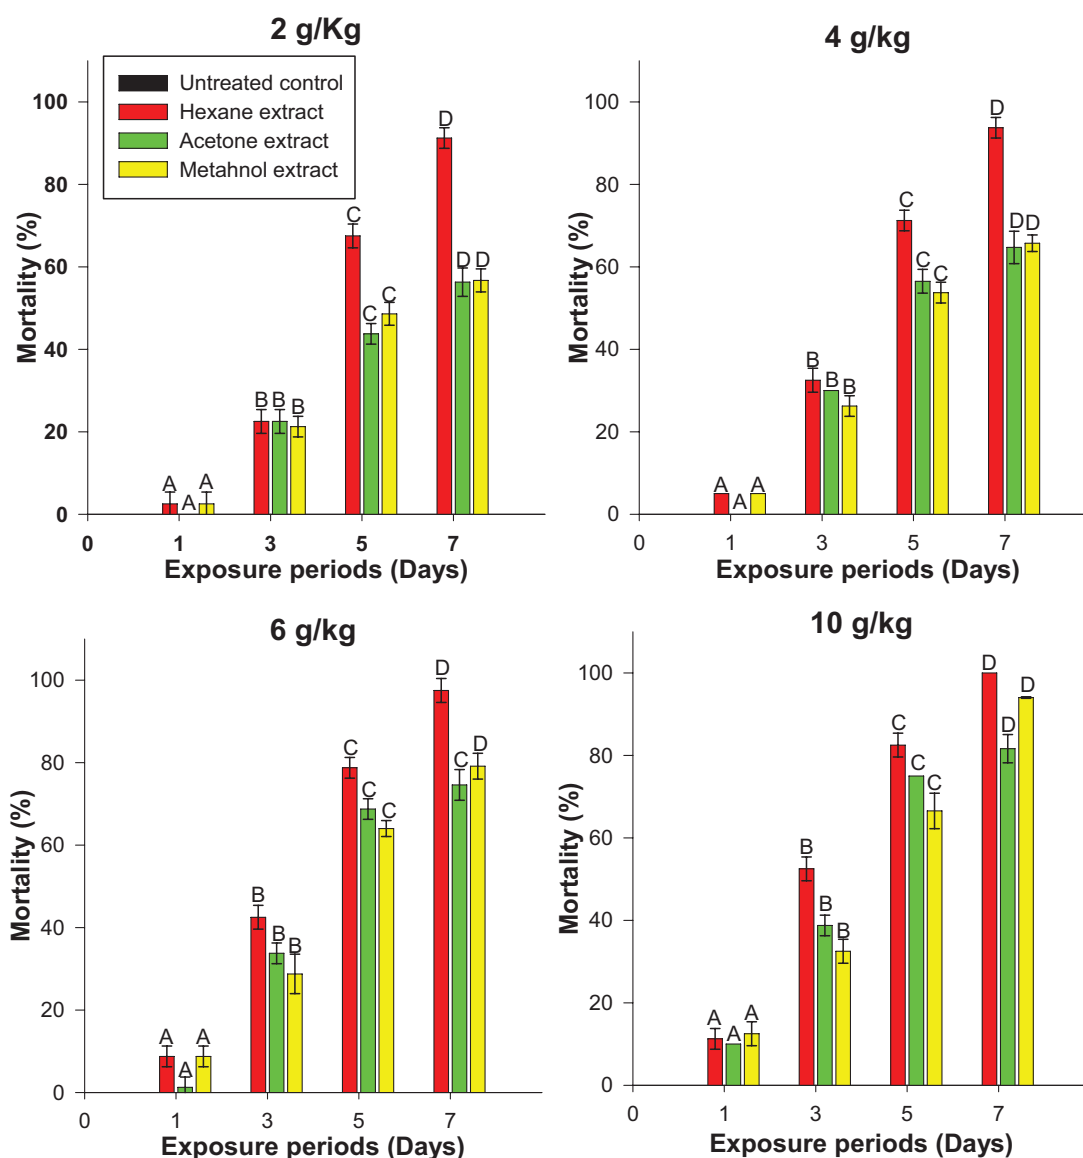 2 g/Kg
Untreated control
Hexane extract
Acetone extract
Metahnol extract
Mortality (%)
100
80
60
40
20
0
A A A
B B B
C C C
D D D
0 1 3 5 7
Exposure periods (Days)
4 g/kg
Mortality (%)
100
80
60
40
20
0
A A A
B B B
C C C
D D D
0 1 3 5 7
Exposure periods (Days)
6 g/kg
Mortality (%)
100
80
60
40
20
0
A A A
B B B
C C C
D C D
0 1 3 5 7
Exposure periods (Days)
10 g/kg
Mortality (%)
100
80
60
40
20
0
A A A
B B B
C C C
D D D
0 1 3 5 7
Exposure periods (Days)